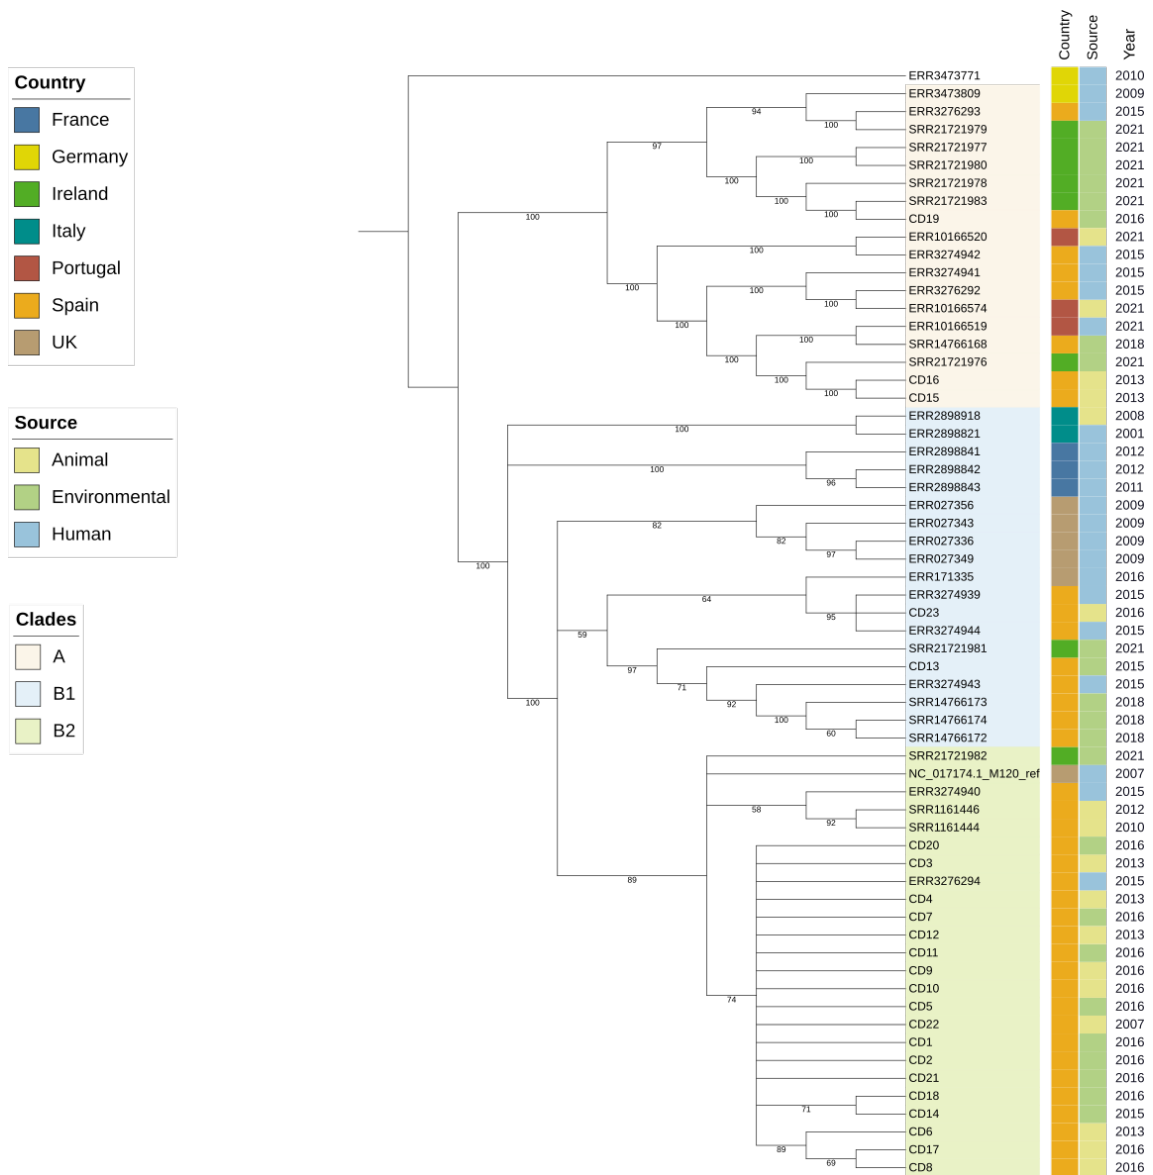 Country
Source
Year
Country
France
Germany
Ireland
Italy
Portugal
Spain
UK
Source
Animal
Environmental
Human
Clades
A
B1
B2
ERR3473771 2010
ERR3473809 2009
94
ERR3276293 2015
100
SRR21721979 2021
97
SRR21721977 2021
100
SRR21721980 2021
100
SRR21721978 2021
100
SRR21721983 2021
100
CD19 2016
100
ERR10166520 2021
100
ERR3274942 2015
ERR3274941 2015
100
100
ERR3276292 2015
100
ERR10166574 2021
100
ERR10166519 2021
100
SRR14766168 2018
100
SRR21721976 2021
100
CD16 2013
100
CD15 2013
ERR2898918 2008
100
ERR2898821 2001
ERR2898841 2012
100
ERR2898842 2012
96
ERR2898843 2011
ERR027356 2009
82
ERR027343 2009
82
ERR027336 2009
97
ERR027349 2009
100
ERR171335 2016
64
ERR3274939 2015
CD23 2016
95
ERR3274944 2015
59
SRR21721981 2021
97
CD13 2015
71
ERR3274943 2015
92
100
SRR14766173 2018
100
SRR14766174 2018
60
SRR14766172 2018
SRR21721982 2021
NC_017174.1_M120_ref 2007
ERR3274940 2015
58
SRR1161446 2012
92
SRR1161444 2010
CD20 2016
CD3 2013
89
ERR3276294 2015
CD4 2013
CD7 2016
CD12 2013
CD11 2016
CD9 2016
CD10 2016
74
CD5 2016
CD22 2007
CD1 2016
CD2 2016
CD21 2016
CD18 2016
71
CD14 2015
CD6 2013
89
CD17 2016
69
CD8 2016